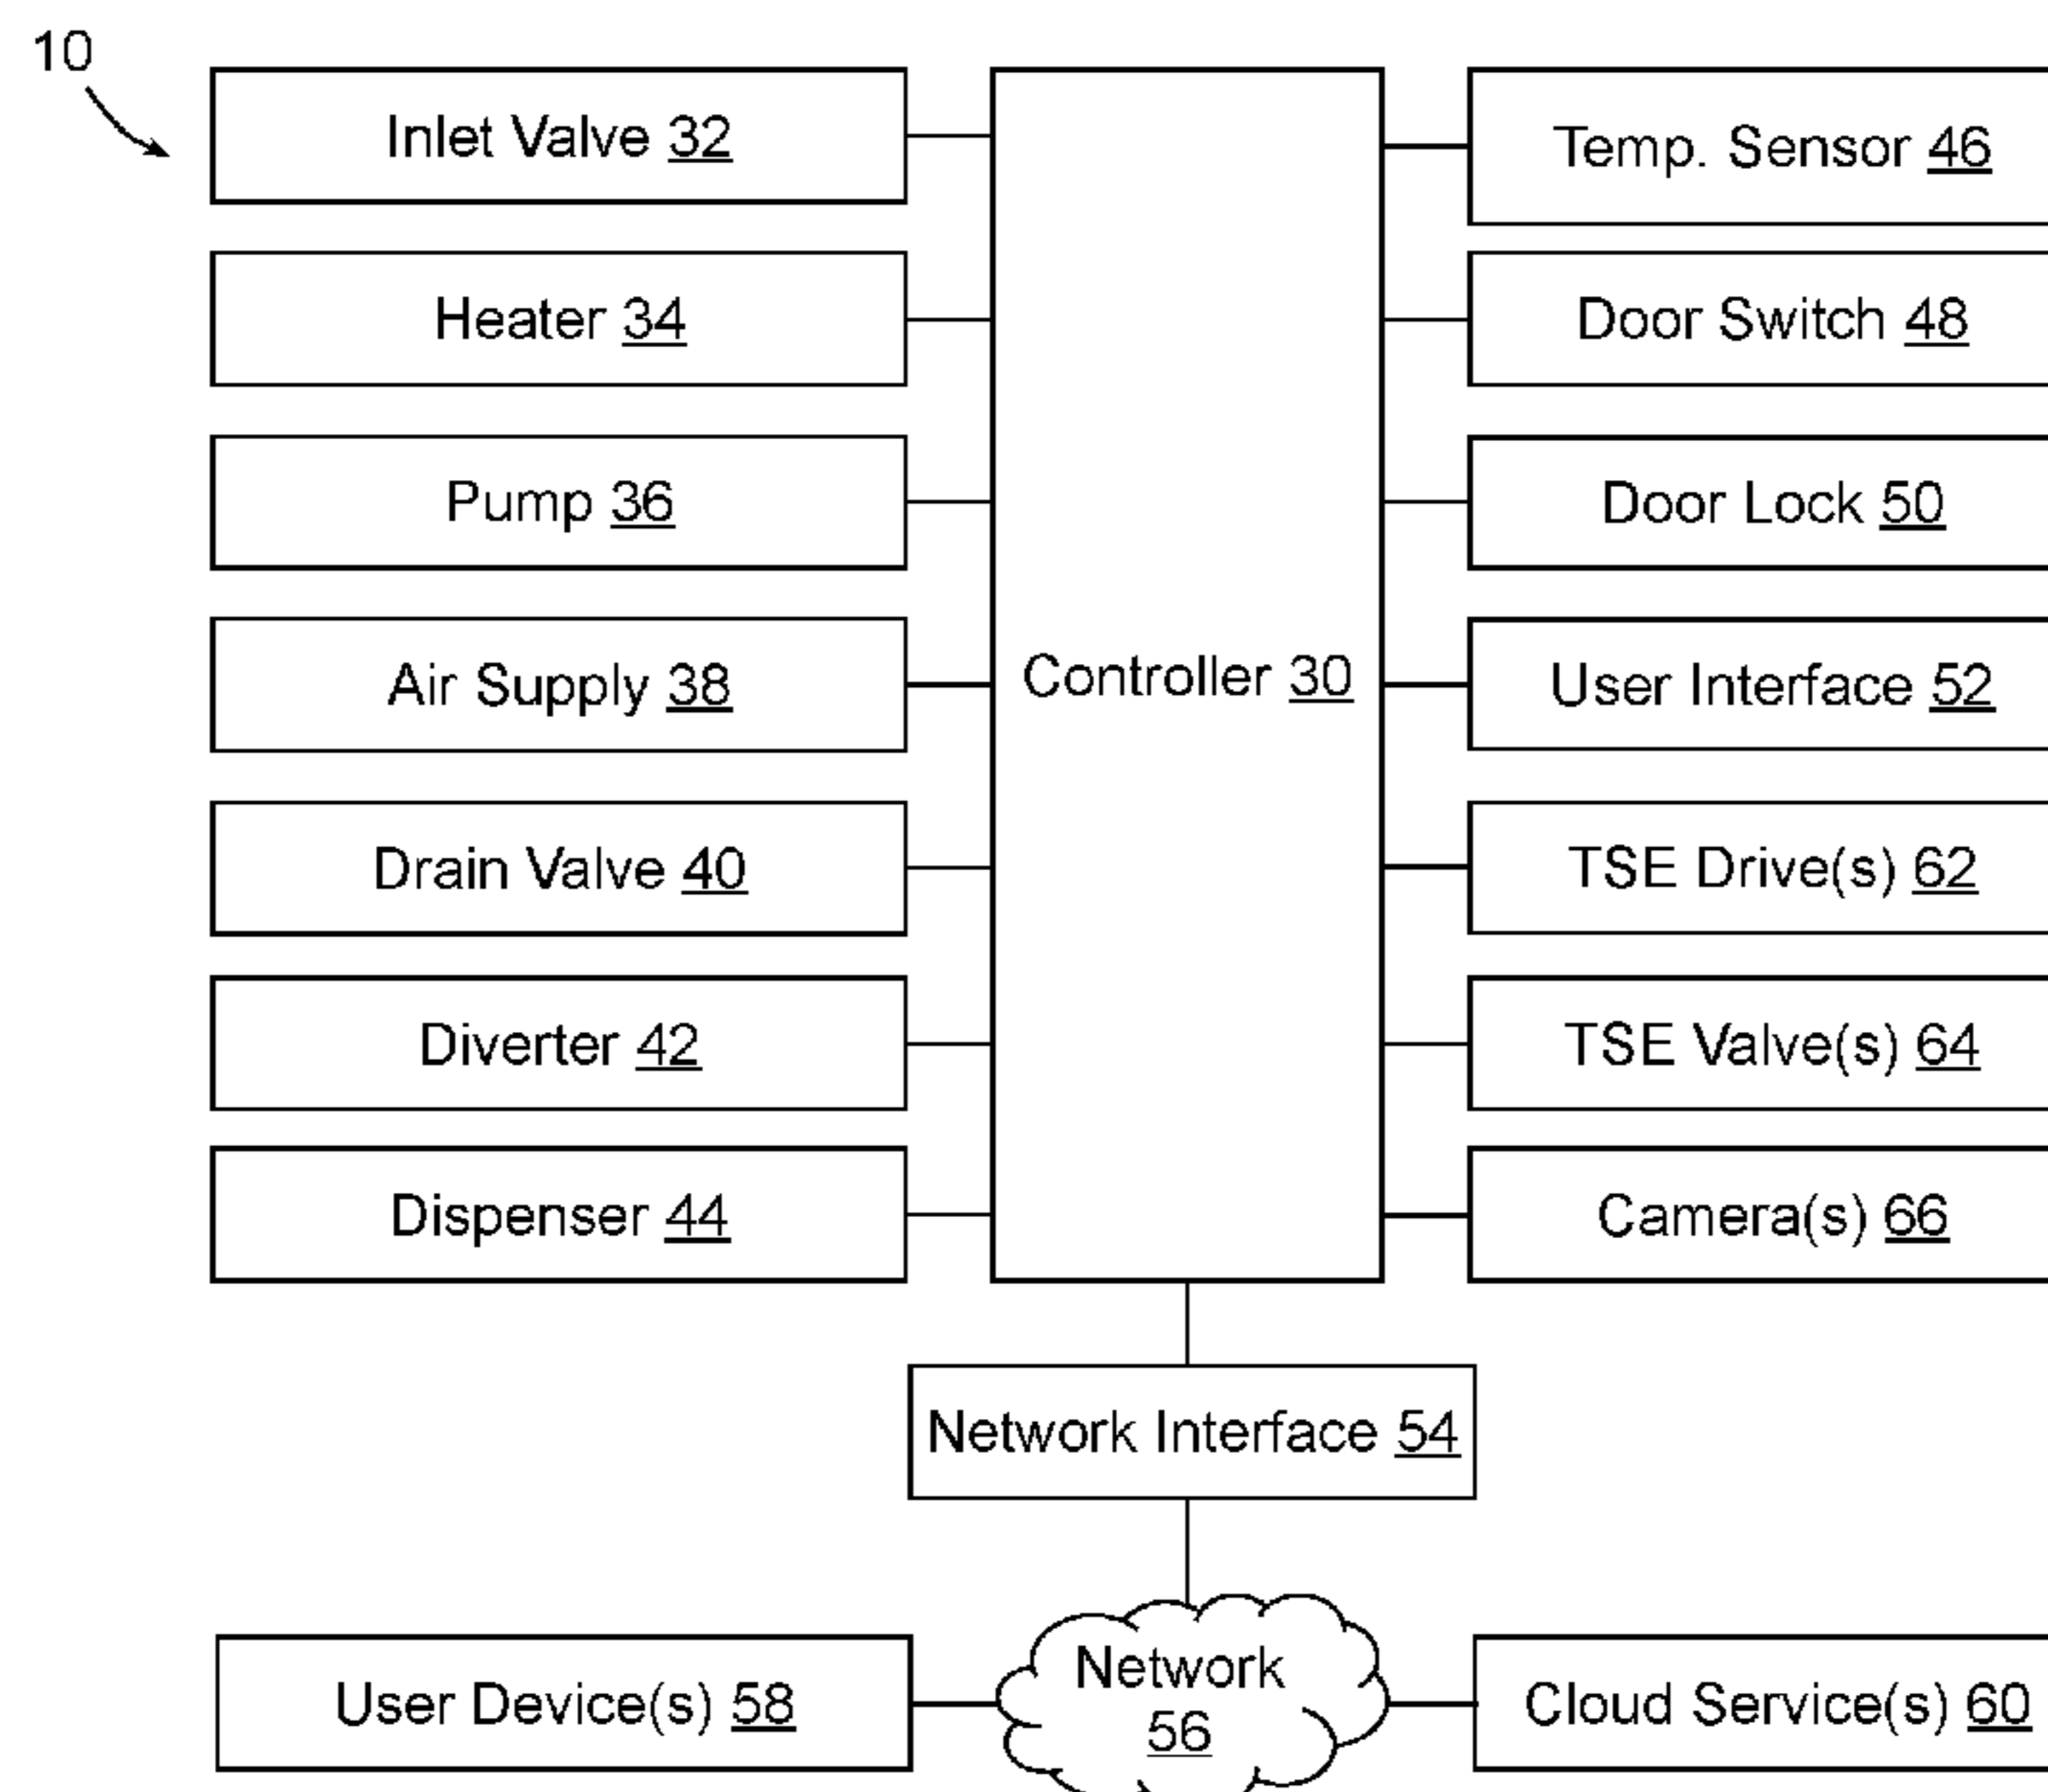 10
Inlet Valve 32
Heater 34
Pump 36
Air Supply 38
Drain Valve 40
Diverter 42
Dispenser 44
Controller 30
Temp. Sensor 46
Door Switch 48
Door Lock 50
User Interface 52
TSE Drive(s) 62
TSE Valve(s) 64
Camera(s) 66
Network Interface 54
User Device(s) 58
Network
56
Cloud Service(s) 60